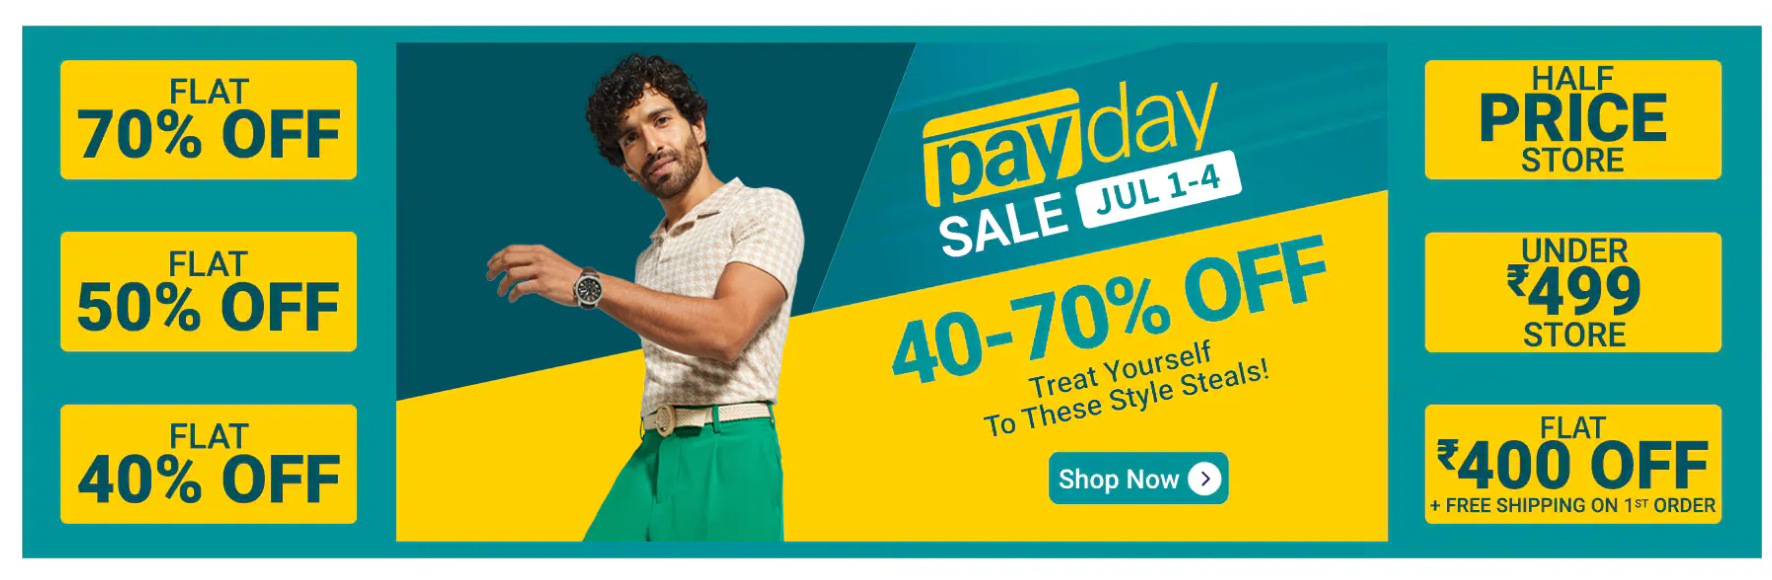 FLAT
70% OFF
FLAT
50% OFF
FLAT
40% OFF
payday
SALE JUL 1-4
40-70% OFF
Treat Yourself
To These Style Steals!
Shop Now
HALF
PRICE
STORE
UNDER
₹499
STORE
FLAT
₹400 OFF
+ FREE SHIPPING ON 1ST ORDER